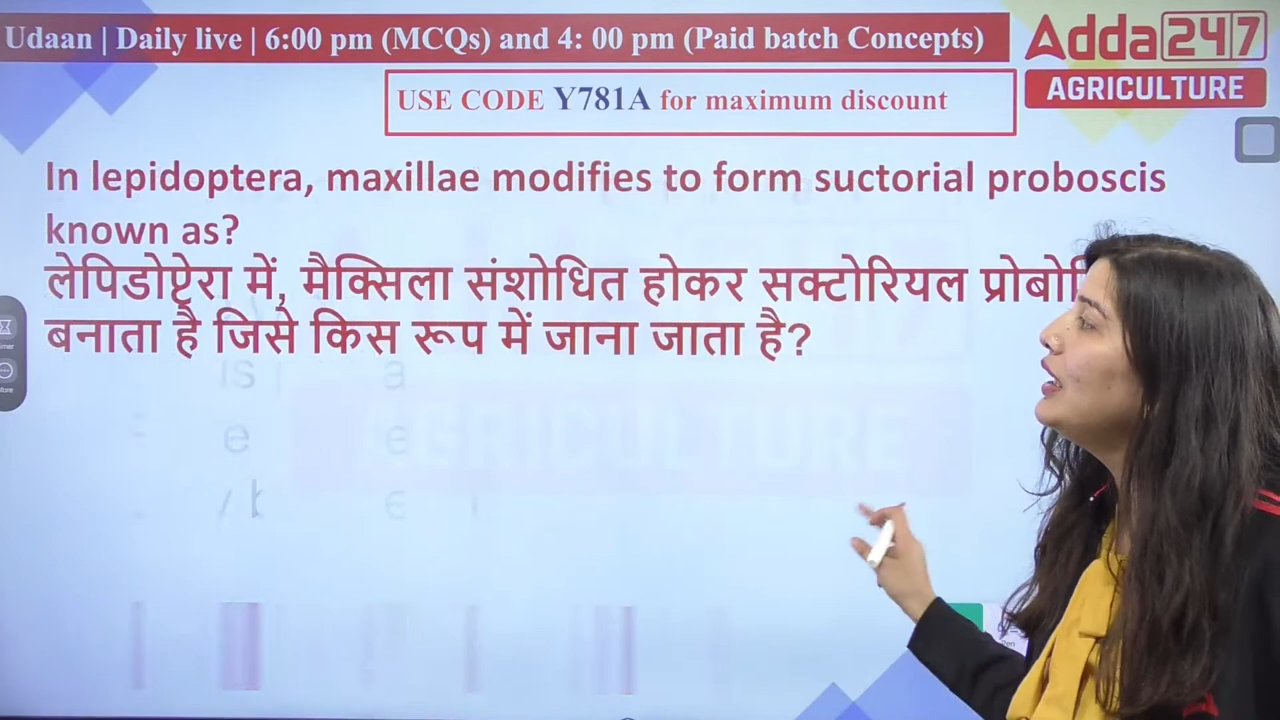 Udaan | Daily live | 6:00 pm (MCQs) and 4: 00 pm (Paid batch Concepts)
Adda247
AGRICULTURE
USE CODE Y781A for maximum discount
In lepidoptera, maxillae modifies to form suctorial proboscis
known as?
लेपिडोप्टेरा में, मैक्सिला संशोधित होकर सक्टोरियल
बनाता है जिसे किस रूप में जाना जाता है?
AGRICULTURE